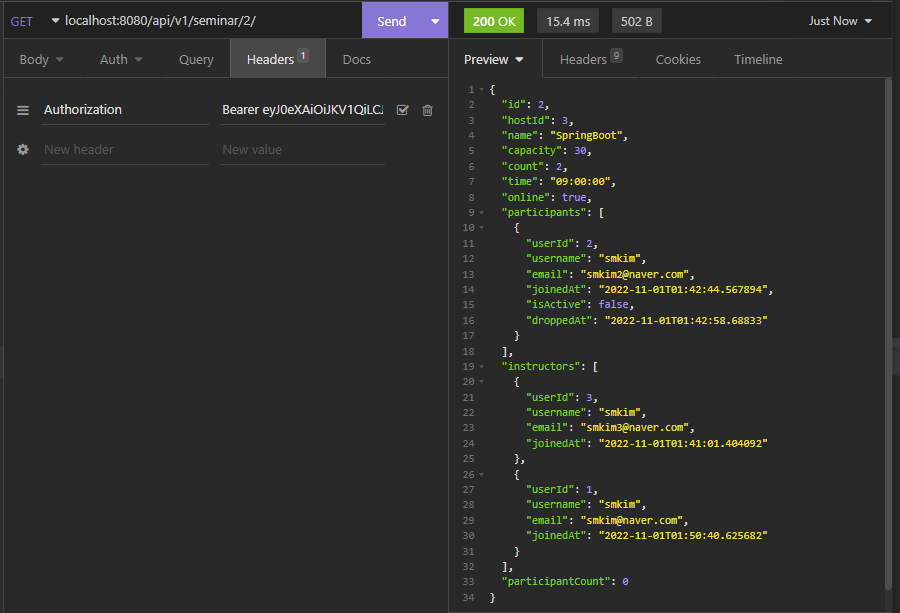 GET localhost:8080/api/v1/seminar/2/ Send 200 OK 15.4 ms 502 B Just Now
Body Auth Query Headers 1 Docs Preview Headers 9 Cookies Timeline
Authorization Bearer eyJ0eXAiOiJKV1QiLCJ
New header New value
1 {
2 "id": 2,
3 "hostId": 3,
4 "name": "SpringBoot",
5 "capacity": 30,
6 "count": 2,
7 "time": "09:00:00",
8 "online": true,
9 "participants": [
10 {
11 "userId": 2,
12 "username": "smkim",
13 "email": "smkim2@naver.com",
14 "joinedAt": "2022-11-01T01:42:44.567894",
15 "isActive": false,
16 "droppedAt": "2022-11-01T01:42:58.68833"
17 }
18 ],
19 "instructors": [
20 {
21 "userId": 3,
22 "username": "smkim",
23 "email": "smkim3@naver.com",
24 "joinedAt": "2022-11-01T01:41:01.404092"
25 },
26 {
27 "userId": 1,
28 "username": "smkim",
29 "email": "smkim@naver.com",
30 "joinedAt": "2022-11-01T01:50:40.625682"
31 }
32 ],
33 "participantCount": 0
34 }